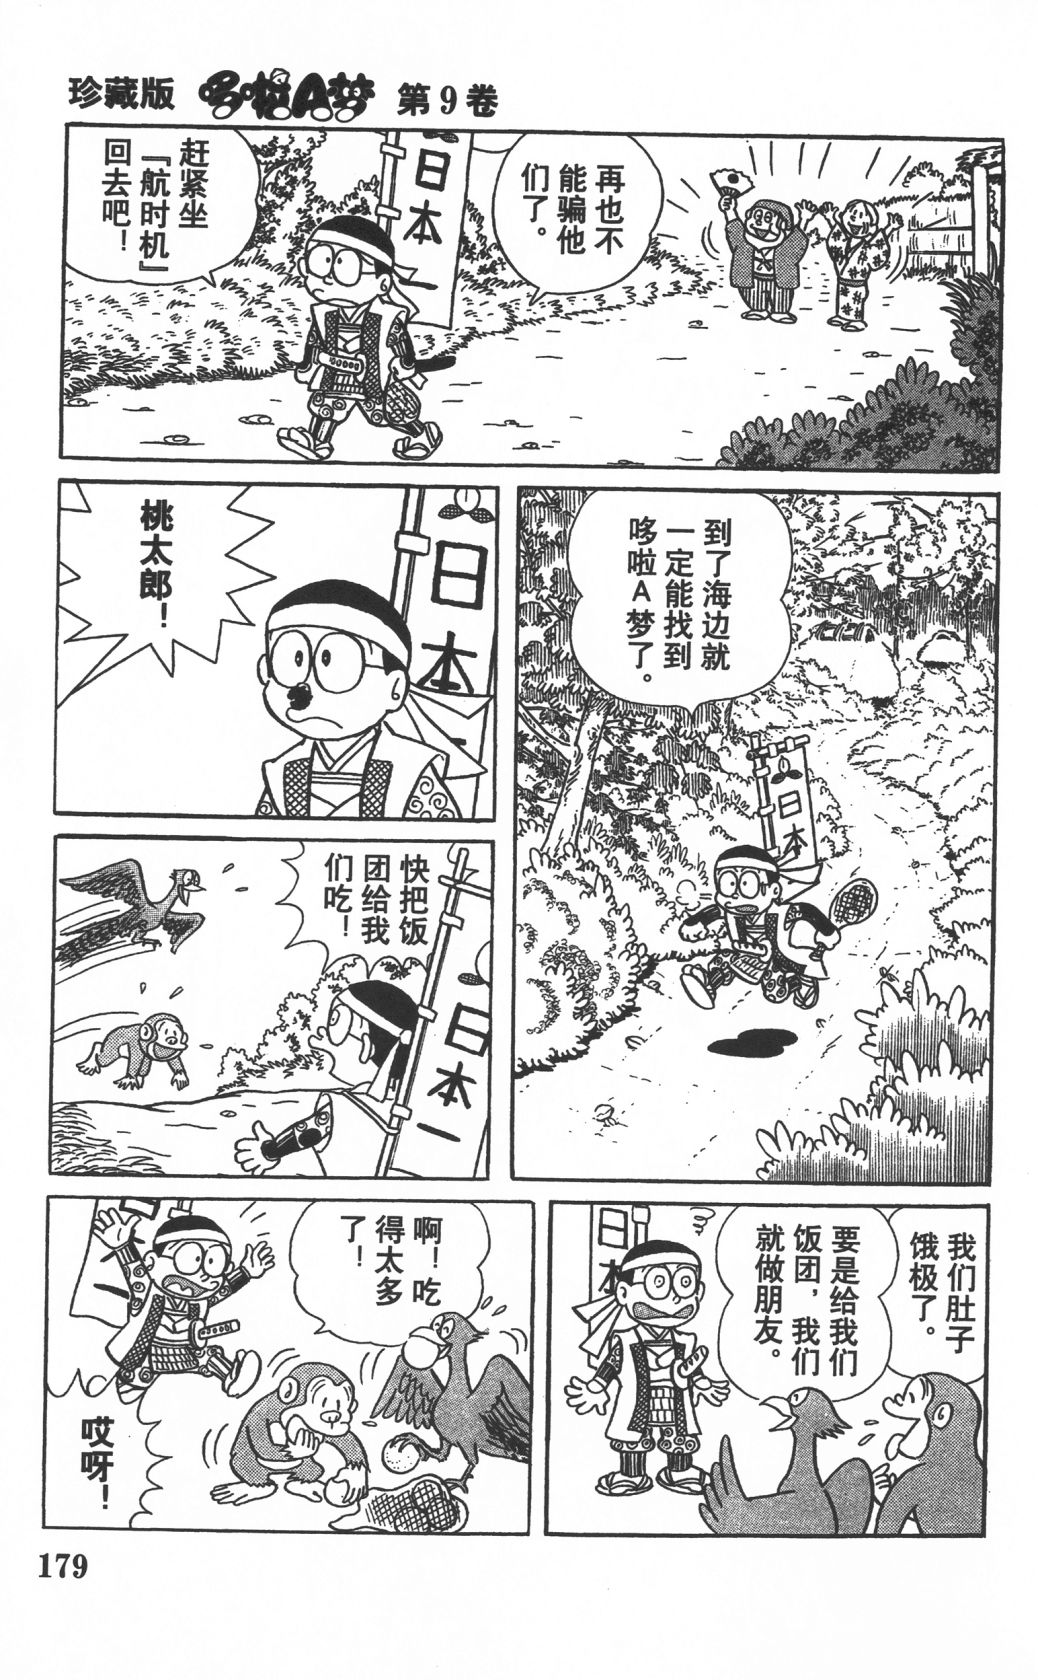 珍藏版 哆啦A梦 第9卷
再也不
能骗他
们了。
赶紧坐
『航时机』
回去吧！
日本一
到了海边就
一定能找到
哆啦A梦了。
日本
桃太郎！
日本一
快把饭
团给我
们吃！
日本一
我们肚子
饿极了。
要是给我们
饭团，我们
就做朋友。
日本
啊！吃
得太多
了！
哎呀！
日
一
179